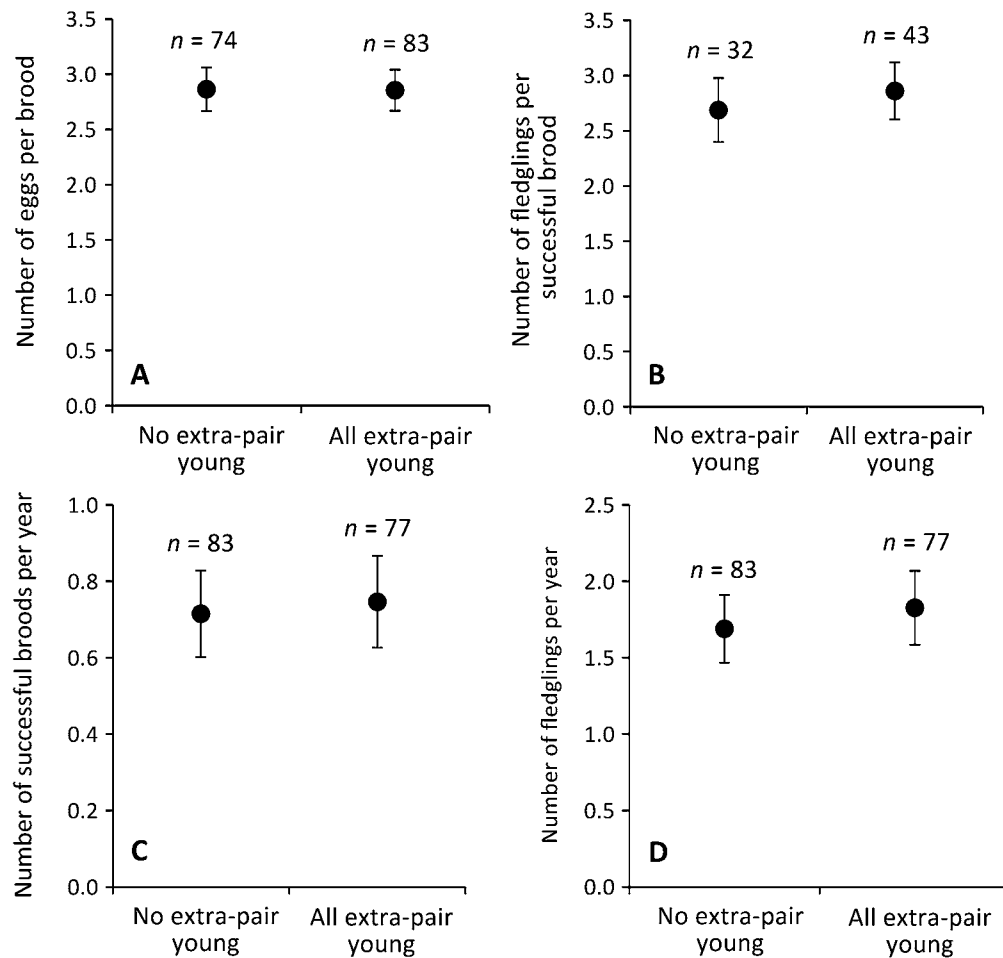 Number of eggs per brood
3.5
3.0
2.5
2.0
1.5
1.0
0.5
0.0
n = 74
n = 83
A
No extra-pair
young
All extra-pair
young
Number of fledglings per
successful brood
3.5
3.0
2.5
2.0
1.5
1.0
0.5
0.0
n = 32
n = 43
B
No extra-pair
young
All extra-pair
young
Number of successful broods per year
1.0
0.8
0.6
0.4
0.2
0.0
n = 83
n = 77
C
No extra-pair
young
All extra-pair
young
Number of fledglings per year
2.5
2.0
1.5
1.0
0.5
0.0
n = 83
n = 77
D
No extra-pair
young
All extra-pair
young